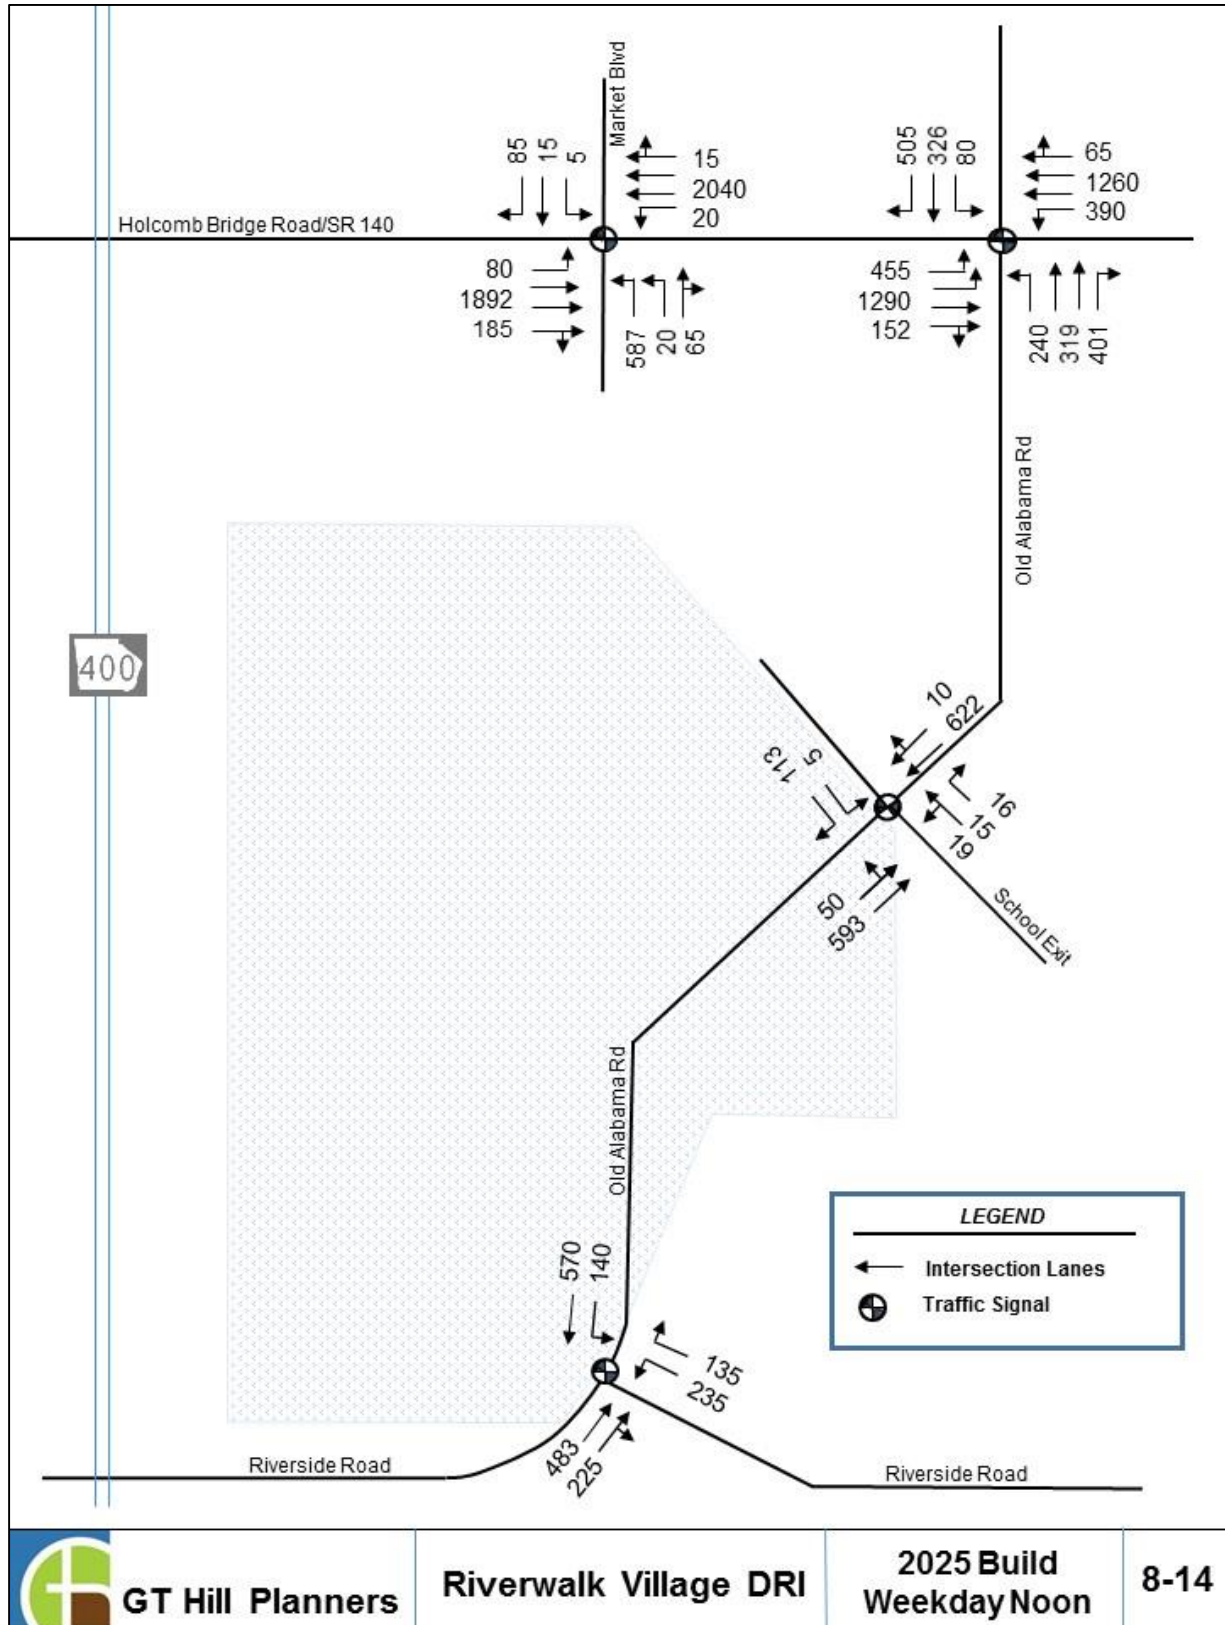 Market Blvd
85
15
5
15
2040
20
505
326
80
65
1260
390
Holcomb Bridge Road/SR 140
80
1892
185
587
20
65
455
1290
152
240
319
401
Old Alabama Rd
400
10
622
5
113
16
15
19
50
593
School Exit
Old Alabama Rd
570
140
135
235
483
225
LEGEND
Intersection Lanes
Traffic Signal
Riverside Road
Riverside Road
GT Hill Planners
Riverwalk Village DRI
2025 Build
Weekday Noon
8-14